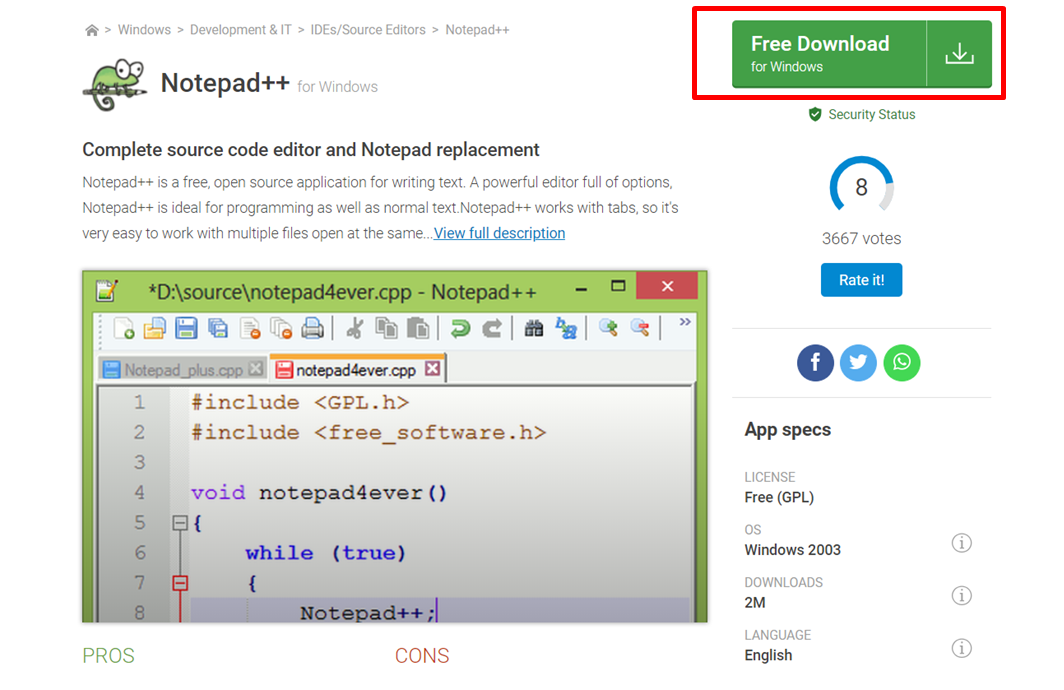 > Windows > Development & IT > IDEs/Source Editors > Notepad++
Notepad++ for Windows
Free Download
for Windows
Security Status
Complete source code editor and Notepad replacement
Notepad++ is a free, open source application for writing text. A powerful editor full of options,
Notepad++ is ideal for programming as well as normal text.Notepad++ works with tabs, so it's
very easy to work with multiple files open at the same...View full description
8
3667 votes
Rate it!
*D:\source\notepad4ever.cpp - Notepad++
Notepad_plus.cpp
notepad4ever.cpp
1 #include <GPL.h>
2 #include <free_software.h>
3
4 void notepad4ever()
5 {
6 while (true)
7 {
8 Notepad++;
PROS
CONS
App specs
LICENSE
Free (GPL)
OS
Windows 2003
DOWNLOADS
2M
LANGUAGE
English